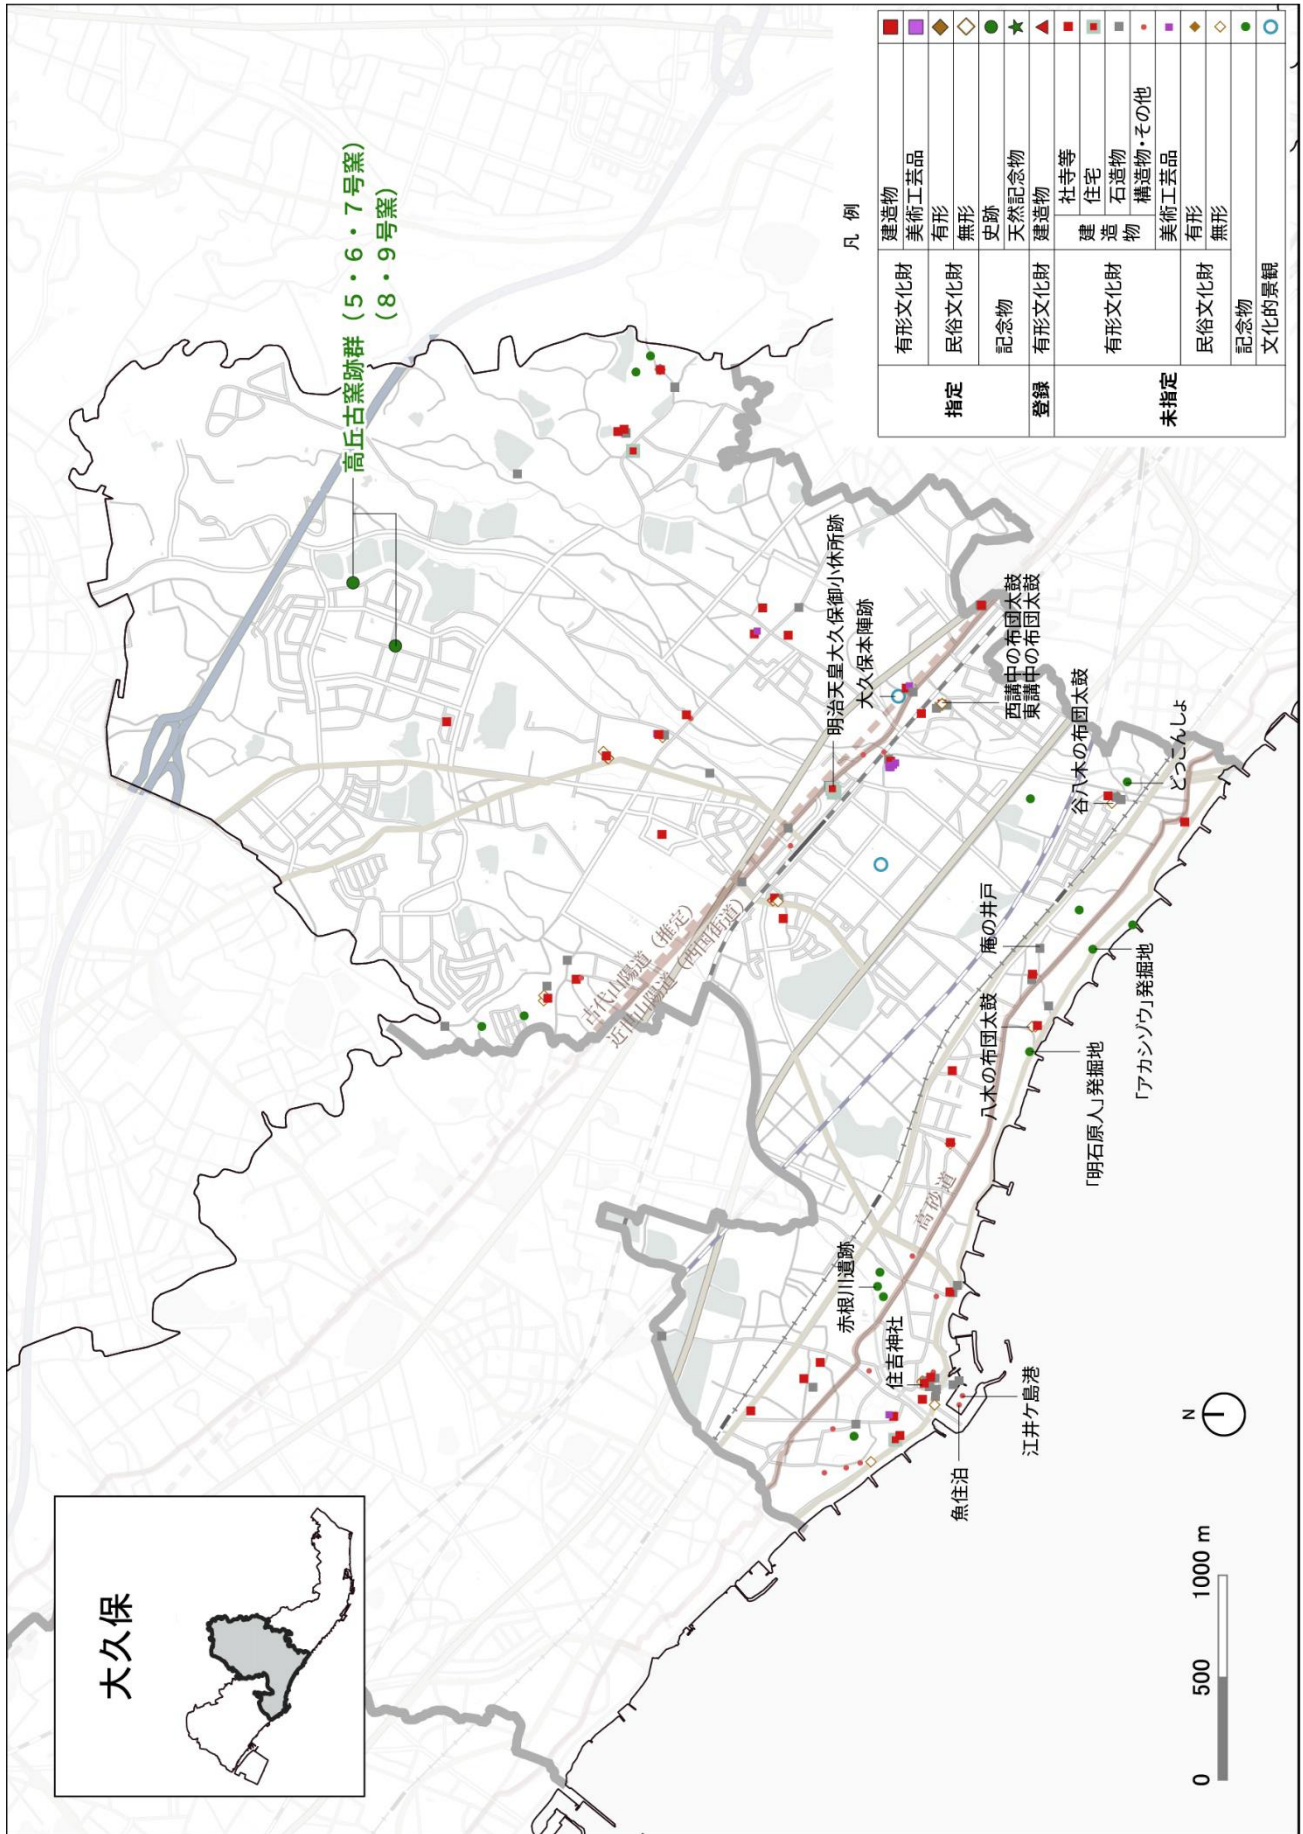 大久保
高丘古窯跡群（5・6・7号窯）
（8・9号窯）
古代山陽道（推定）
近世山陽道（西国街道）
明治天皇大久保御小休所跡
大久保本陣跡
西講中の布団太鼓
東講中の布団太鼓
谷八木の布団太鼓
どっこんしょ
庵の井戸
八木の布団太鼓
「アカシゾウ」発掘地
「明石原人」発掘地
高砂道
赤根川遺跡
住吉神社
江井ケ島港
魚住泊
N
0 500 1000 m
凡 例
指定 有形文化財 建造物
美術工芸品
民俗文化財 有形
無形
記念物 史跡
天然記念物
登録 有形文化財 建造物
未指定 有形文化財 建造物 社寺等
住宅
石造物
構造物・その他
美術工芸品
民俗文化財 有形
無形
記念物
文化的景観